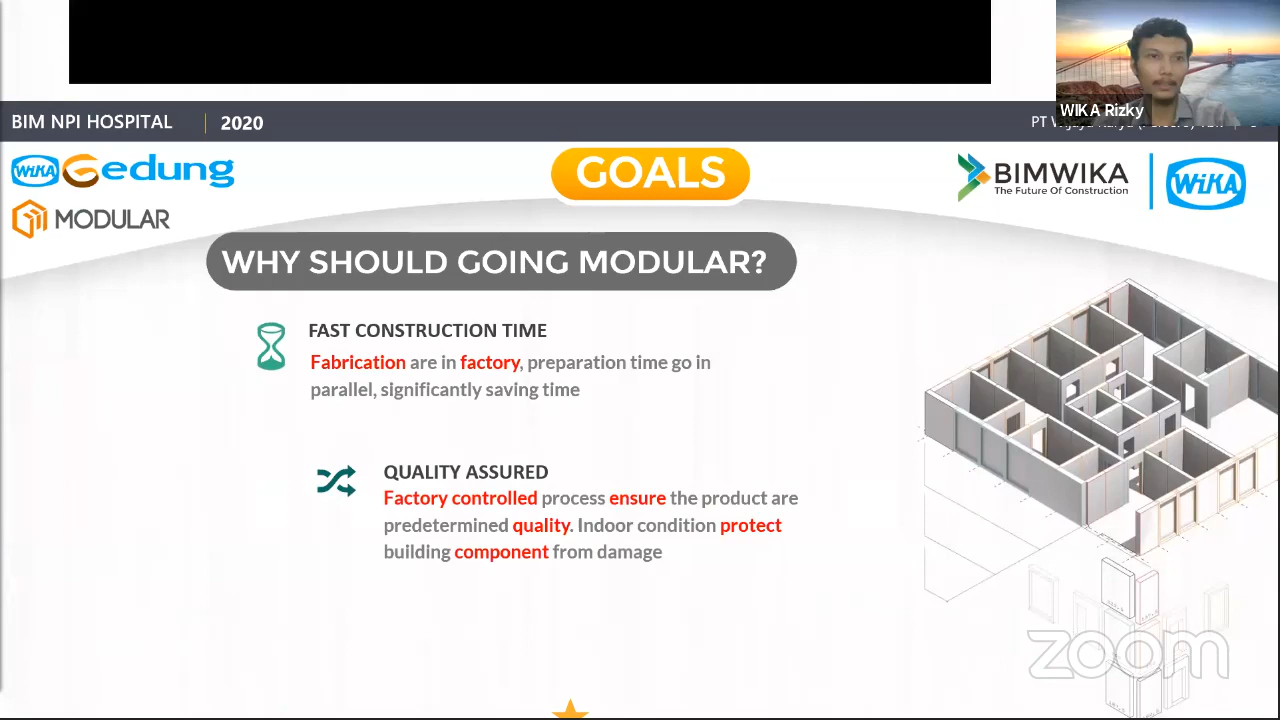 WIKA Rizky
BIM NPI HOSPITAL 2020
PT
WIKA Gedung
MODULAR
GOALS
BIMWIKA
The Future Of Construction
WIKA
WHY SHOULD GOING MODULAR?
FAST CONSTRUCTION TIME
Fabrication are in factory, preparation time go in
parallel, significantly saving time
QUALITY ASSURED
Factory controlled process ensure the product are
predetermined quality. Indoor condition protect
building component from damage
zoom